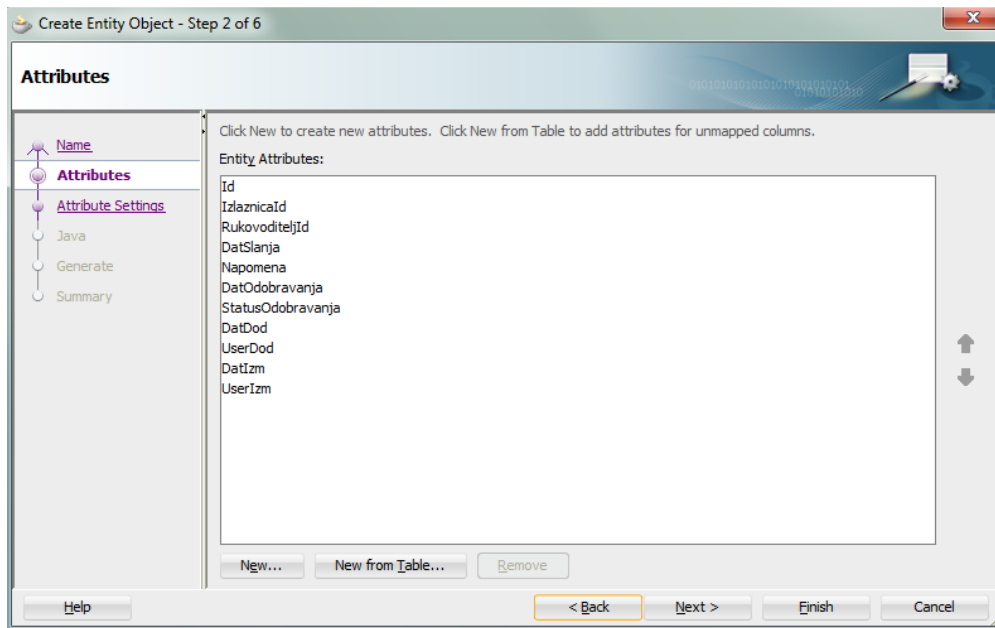 Create Entity Object - Step 2 of 6
Attributes
Name
Attributes
Attribute Settings
Java
Generate
Summary
Click New to create new attributes. Click New from Table to add attributes for unmapped columns.
Entity Attributes:
Id
IzlaznicaId
RukovoditeljId
DatSlanja
Napomena
DatOdobravanja
StatusOdobravanja
DatDod
UserDod
DatIzm
UserIzm
New...
New from Table...
Remove
Help
< Back
Next >
Finish
Cancel